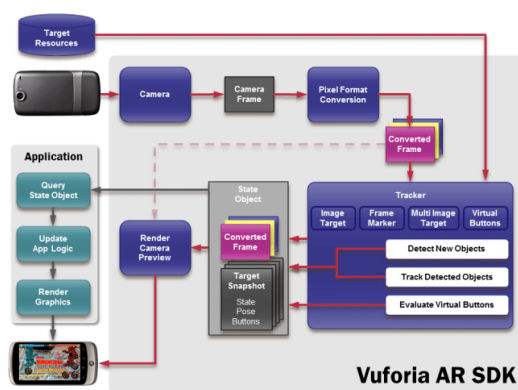 Target
Resources
Camera
Camera
Frame
Pixel Format
Conversion
Converted
Frame
Application
Query
State Object
Update
App Logic
Render
Graphics
Render
Camera
Preview
State
Object
Converted
Frame
Target
Snapshot
State
Pose
Buttons
Tracker
Image
Target
Frame
Marker
Multi Image
Target
Virtual
Buttons
Detect New Objects
Track Detected Objects
Evaluate Virtual Buttons
Vuforia AR SDK